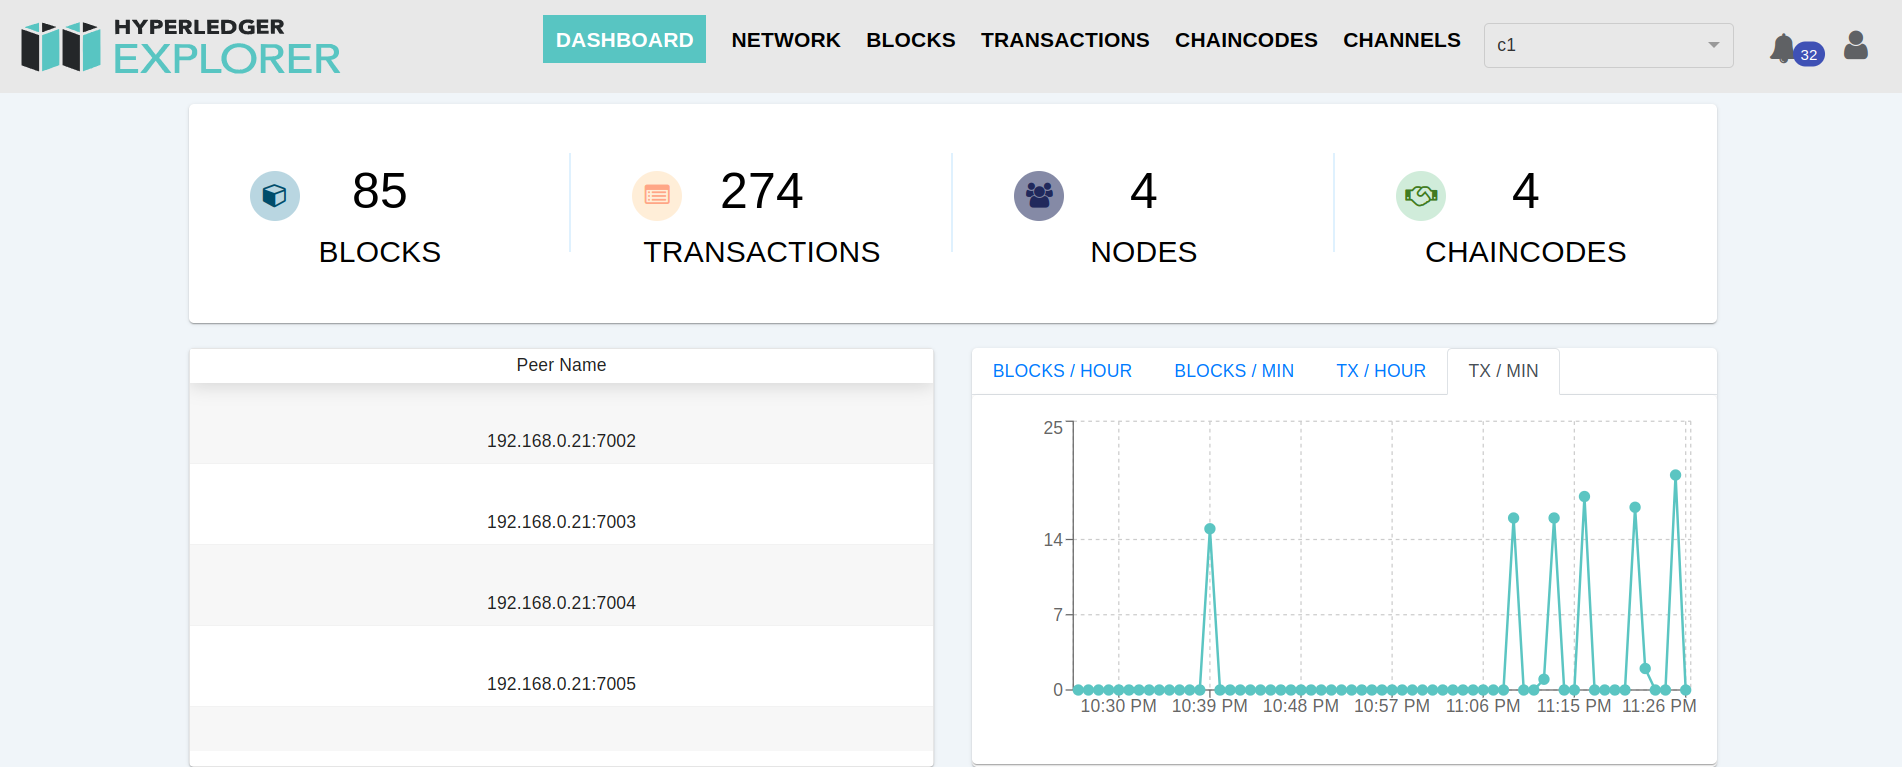 HYPERLEDGER
EXPLORER
DASHBOARD NETWORK BLOCKS TRANSACTIONS CHAINCODES CHANNELS c1 32
85 274 4 4
BLOCKS TRANSACTIONS NODES CHAINCODES
Peer Name
192.168.0.21:7002
192.168.0.21:7003
192.168.0.21:7004
192.168.0.21:7005
BLOCKS / HOUR BLOCKS / MIN TX / HOUR TX / MIN
25
14
7
0
10:30 PM 10:39 PM 10:48 PM 10:57 PM 11:06 PM 11:15 PM 11:26 PM